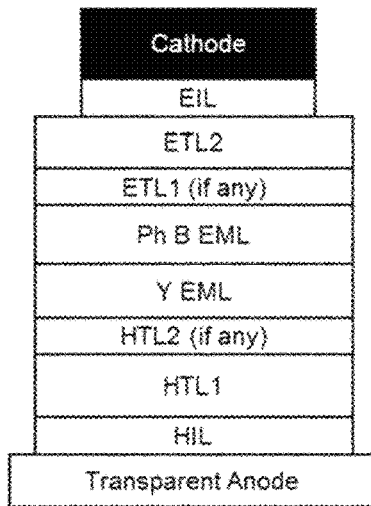 Cathode
EIL
ETL2
ETL1 (if any)
Ph B EML
Y EML
HTL2 (if any)
HTL1
HIL
Transparent Anode